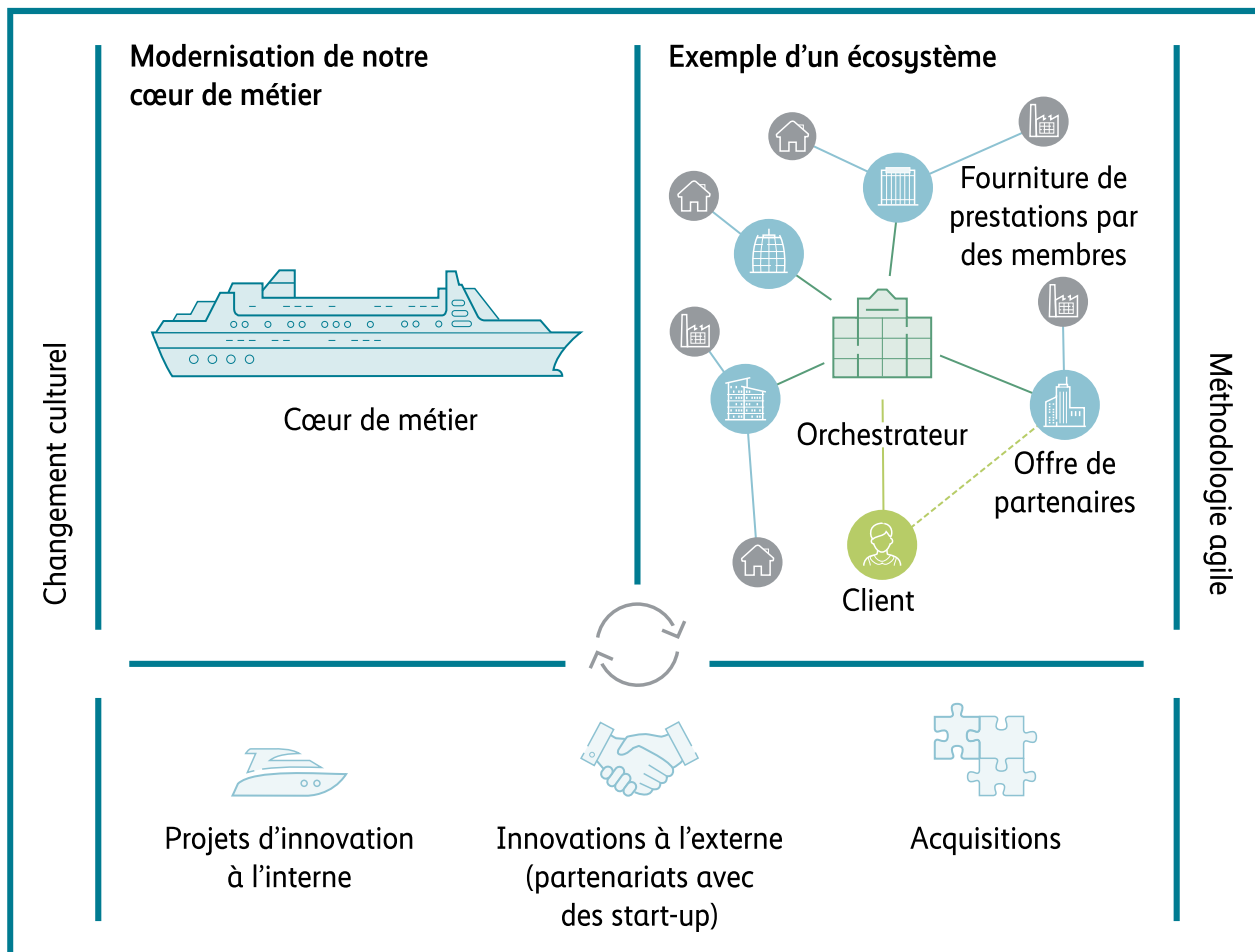 Modernisation de notre
cœur de métier
Cœur de métier
Changement culturel
Exemple d'un écosystème
Fourniture de
prestations par
des membres
Orchestrateur
Offre de
partenaires
Client
Méthodologie agile
Projets d'innovation
à l'interne
Innovations à l'externe
(partenariats avec
des start-up)
Acquisitions